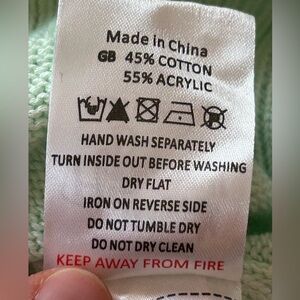 Made in China
GB 45% COTTON
55% ACRYLIC
HAND WASH SEPARATELY
TURN INSIDE OUT BEFORE WASHING
DRY FLAT
IRON ON REVERSE SIDE
DO NOT TUMBLE DRY
DO NOT DRY CLEAN
KEEP AWAY FROM FIRE